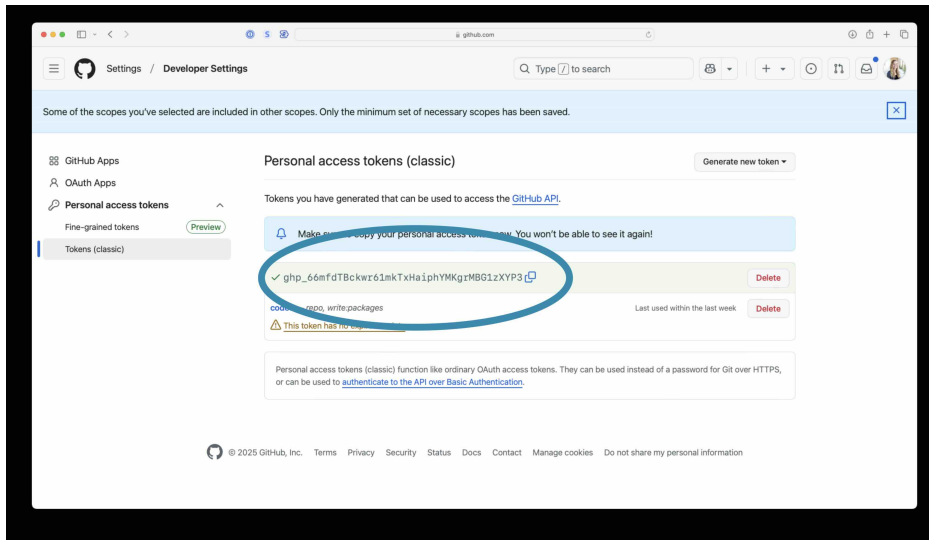 github.com
Settings / Developer Settings
Type / to search
Some of the scopes you've selected are included in other scopes. Only the minimum set of necessary scopes has been saved.
GitHub Apps
OAuth Apps
Personal access tokens
Fine-grained tokens Preview
Tokens (classic)
Personal access tokens (classic)
Generate new token
Tokens you have generated that can be used to access the GitHub API.
Make to copy your personal access You won't be able to see it again!
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
Delete
repo, write:packages
Last used within the last week
Delete
This token has no
Personal access tokens (classic) function like ordinary OAuth access tokens. They can be used instead of a password for Git over HTTPS,
or can be used to authenticate to the API over Basic Authentication.
© 2025 GitHub, Inc. Terms Privacy Security Status Docs Contact Manage cookies Do not share my personal information